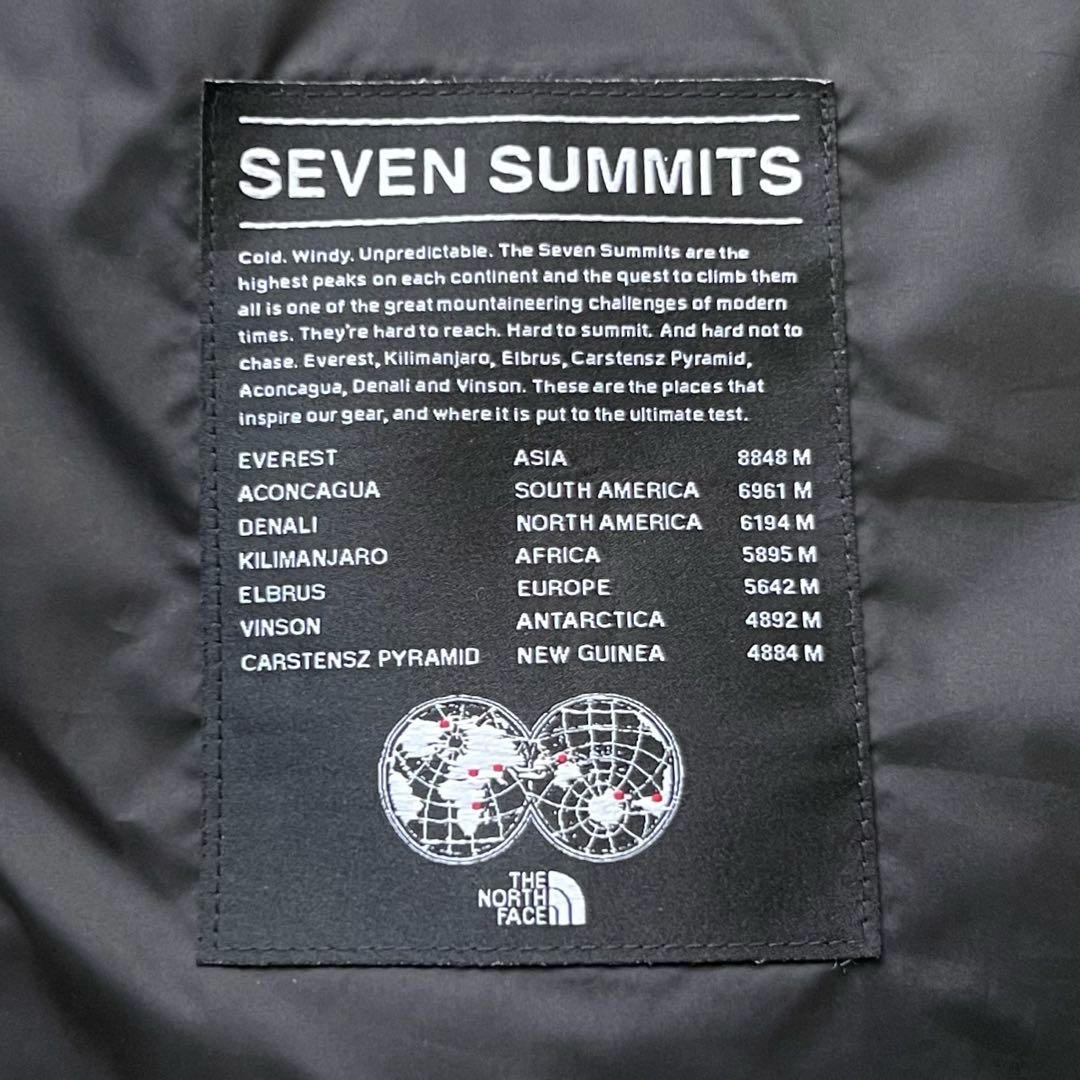 SEVEN SUMMITS
Cold. Windy. Unpredictable. The Seven Summits are the
highest peaks on each continent and the quest to climb them
all is one of the great mountaineering challenges of modern
times. They're hard to reach. Hard to summit. And hard not to
chase. Everest, Kilimanjaro, Elbrus, Carstensz Pyramid,
Aconcagua, Denali and Vinson. These are the places that
inspire our gear, and where it is put to the ultimate test.
EVEREST ASIA 8848 M
ACONCAGUA SOUTH AMERICA 6961 M
DENALI NORTH AMERICA 6194 M
KILIMANJARO AFRICA 5895 M
ELBRUS EUROPE 5642 M
VINSON ANTARCTICA 4892 M
CARSTENSZ PYRAMID NEW GUINEA 4884 M
THE
NORTH
FACE